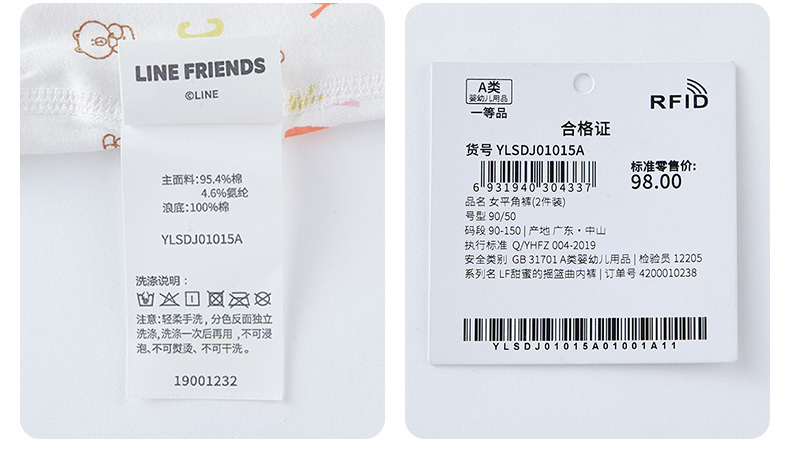 LINE FRIENDS
©LINE
主面料:95.4%棉
4.6%氨纶
浪底:100%棉
YLSDJ01015A
洗涤说明:
注意:轻柔手洗,分色反面独立
洗涤,洗涤一次后再用,不可浸
泡、不可熨烫、不可干洗。
19001232
A类
婴幼儿用品
一等品
RFID
合格证
货号 YLSDJ01015A
6 931940 304337
标准零售价:
98.00
品名 女平角裤(2件装)
号型 90/50
码段 90-150 | 产地 广东・中山
执行标准 Q/YHFZ 004-2019
安全类别 GB 31701 A类婴幼儿用品 | 检验员 12205
系列名 LF甜蜜的摇篮曲内裤 | 订单号 4200010238
YLSDJ01015A01001A11